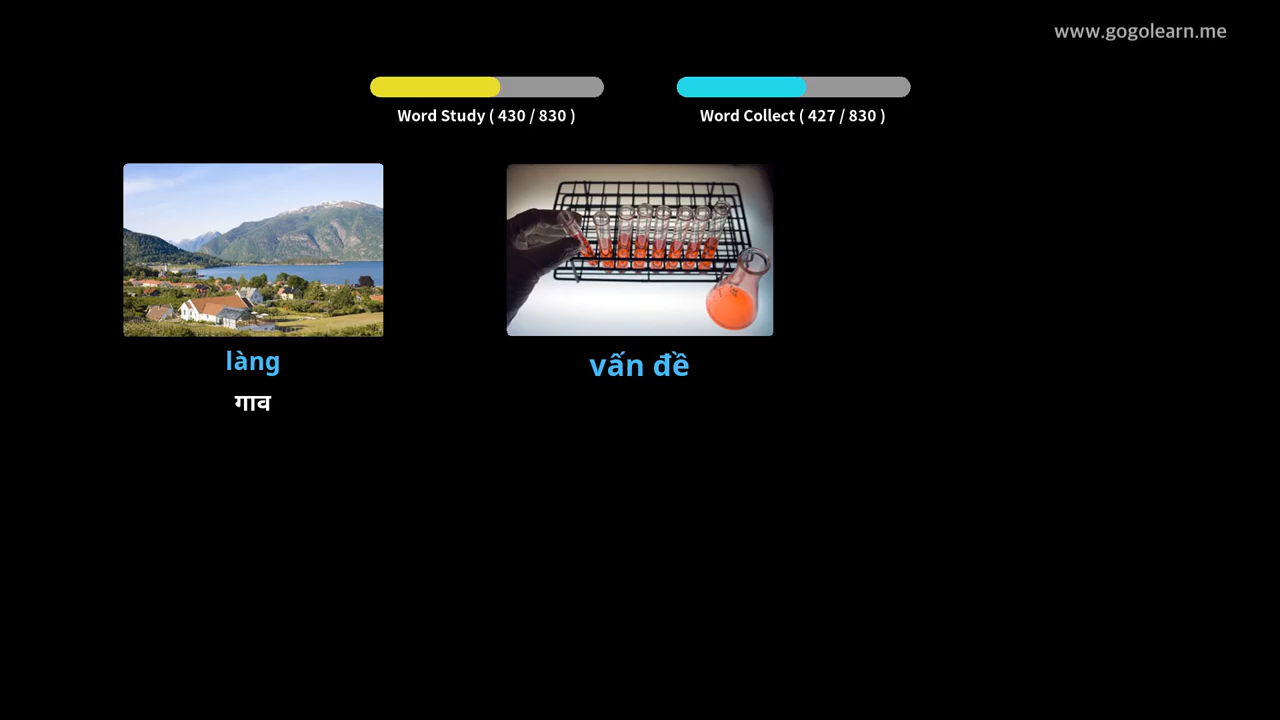 www.gogolearn.me
Word Study ( 430 / 830 )
Word Collect ( 427 / 830 )
làng
vấn đề
गाव